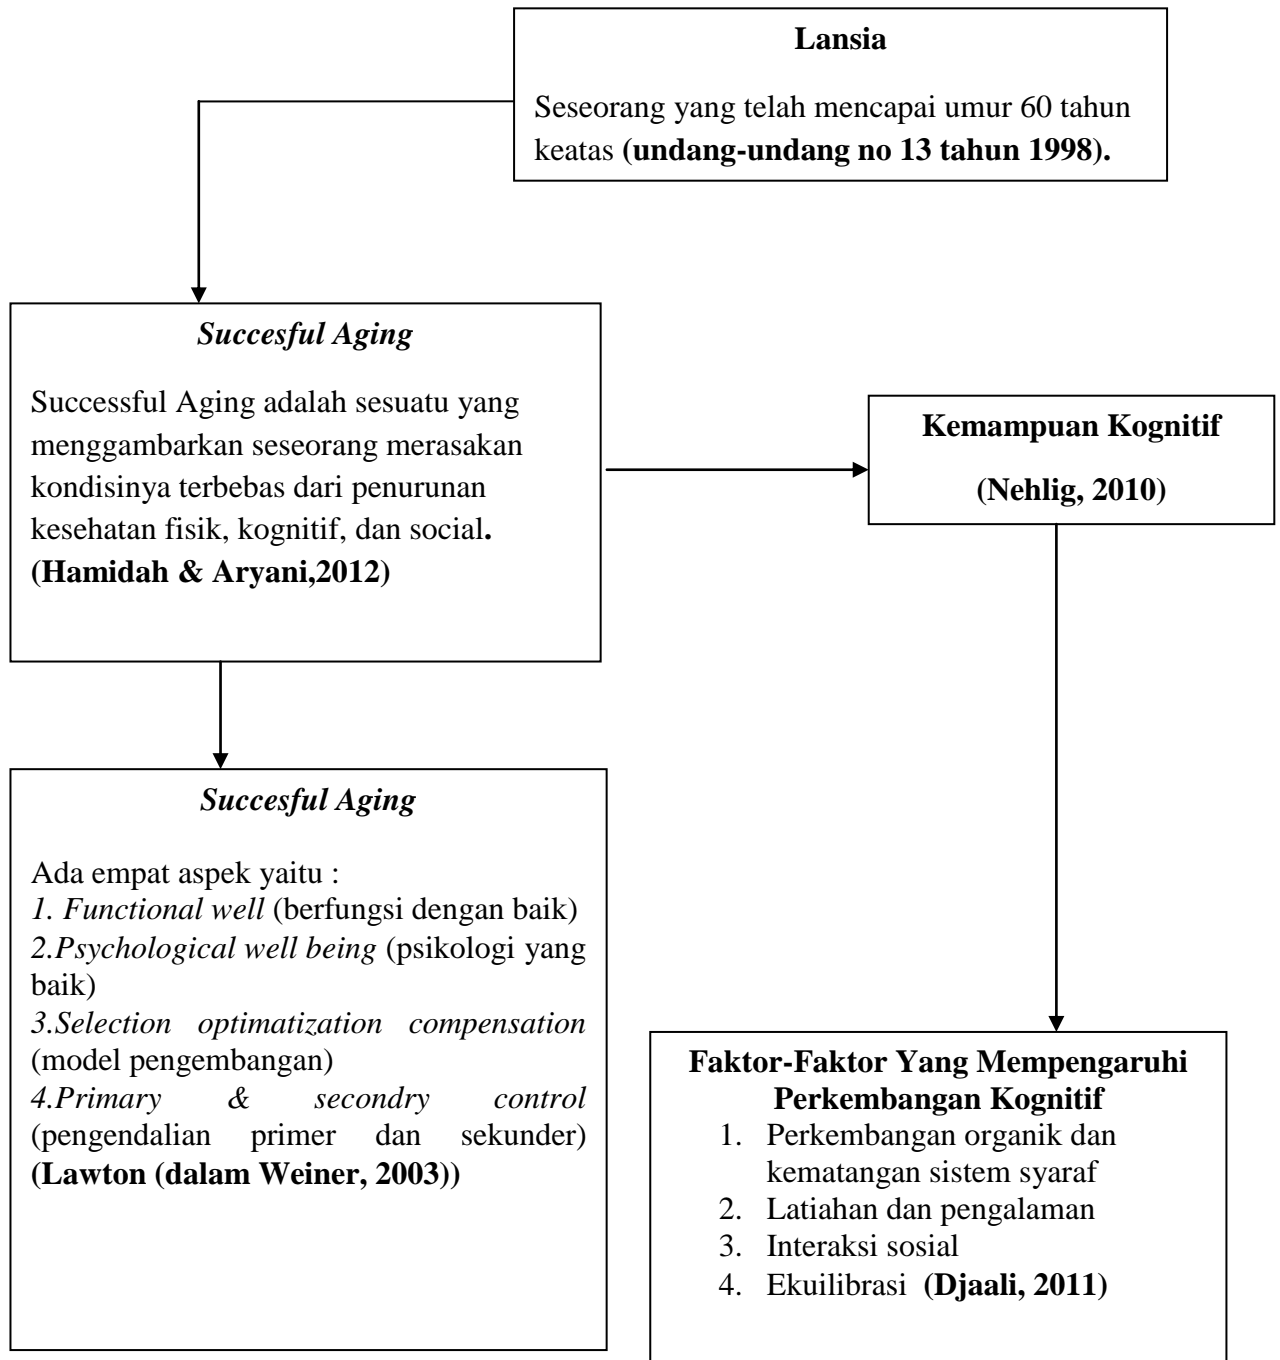 Lansia
Seseorang yang telah mencapai umur 60 tahun
keatas (undang-undang no 13 tahun 1998).
Succesful Aging
Successful Aging adalah sesuatu yang
menggambarkan seseorang merasakan
kondisinya terbebas dari penurunan
kesehatan fisik, kognitif, dan social.
(Hamidah & Aryani,2012)
Kemampuan Kognitif
(Nehlig, 2010)
Succesful Aging
Ada empat aspek yaitu :
1. Functional well (berfungsi dengan baik)
2.Psychological well being (psikologi yang
baik)
3.Selection optimatization compensation
(model pengembangan)
4.Primary & secondry control
(pengendalian primer dan sekunder)
(Lawton (dalam Weiner, 2003))
Faktor-Faktor Yang Mempengaruhi
Perkembangan Kognitif
1. Perkembangan organik dan
kematangan sistem syaraf
2. Latiahan dan pengalaman
3. Interaksi sosial
4. Ekuilibrasi (Djaali, 2011)